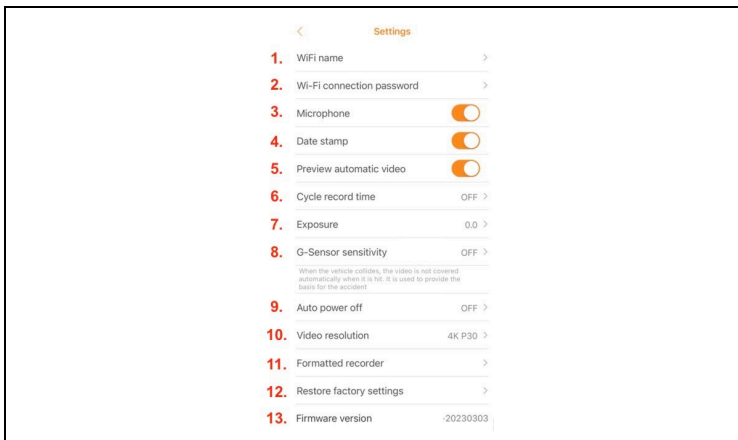 Settings
1. WiFi name
2. Wi-Fi connection password
3. Microphone
4. Date stamp
5. Preview automatic video
6. Cycle record time OFF
7. Exposure 0.0
8. G-Sensor sensitivity OFF
When the vehicle collides, the video is not covered
automatically when it is hit. It is used to provide the
basis for the accident
9. Auto power off OFF
10. Video resolution 4K P30
11. Formatted recorder
12. Restore factory settings
13. Firmware version -20230303